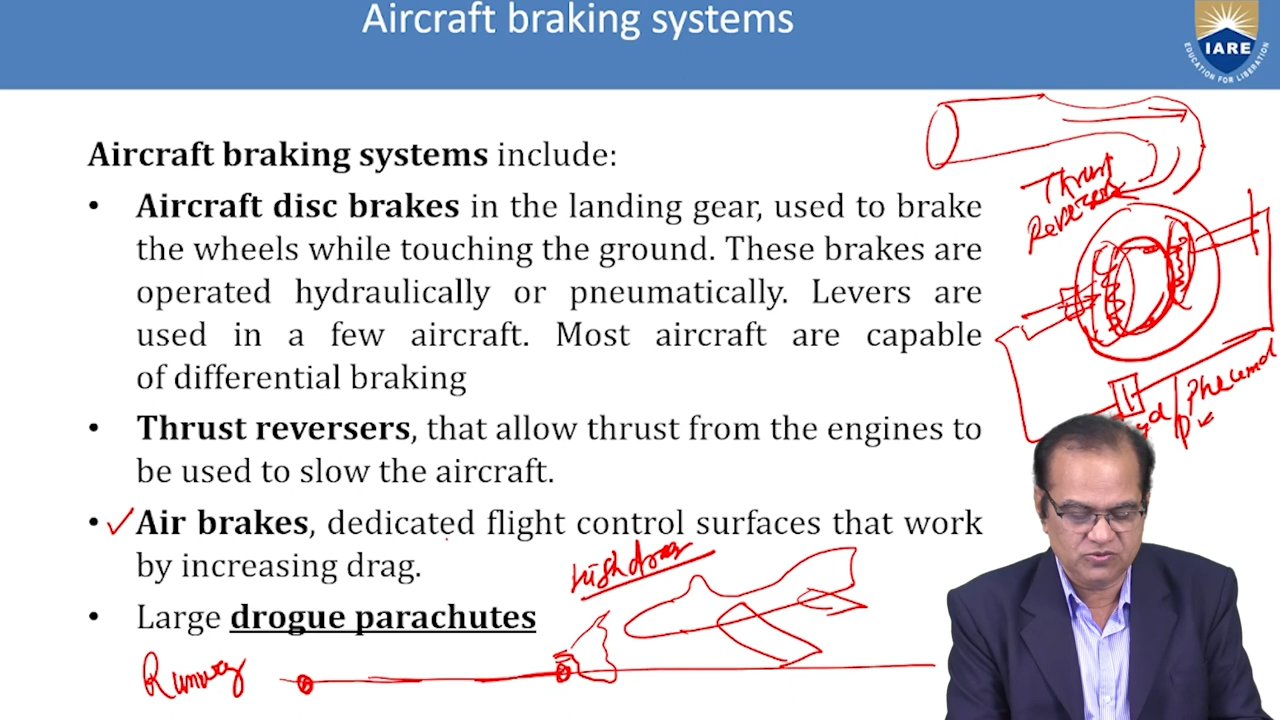 Aircraft braking systems
IARE
EDUCATION FOR LIBERATION
Aircraft braking systems include:
• Aircraft disc brakes in the landing gear, used to brake
the wheels while touching the ground. These brakes are
operated hydraulically or pneumatically. Levers are
used in a few aircraft. Most aircraft are capable
of differential braking
• Thrust reversers, that allow thrust from the engines to
be used to slow the aircraft.
• Air brakes, dedicated flight control surfaces that work
by increasing drag.
• Large drogue parachutes
Thrust
Reversers
High drag
Runway